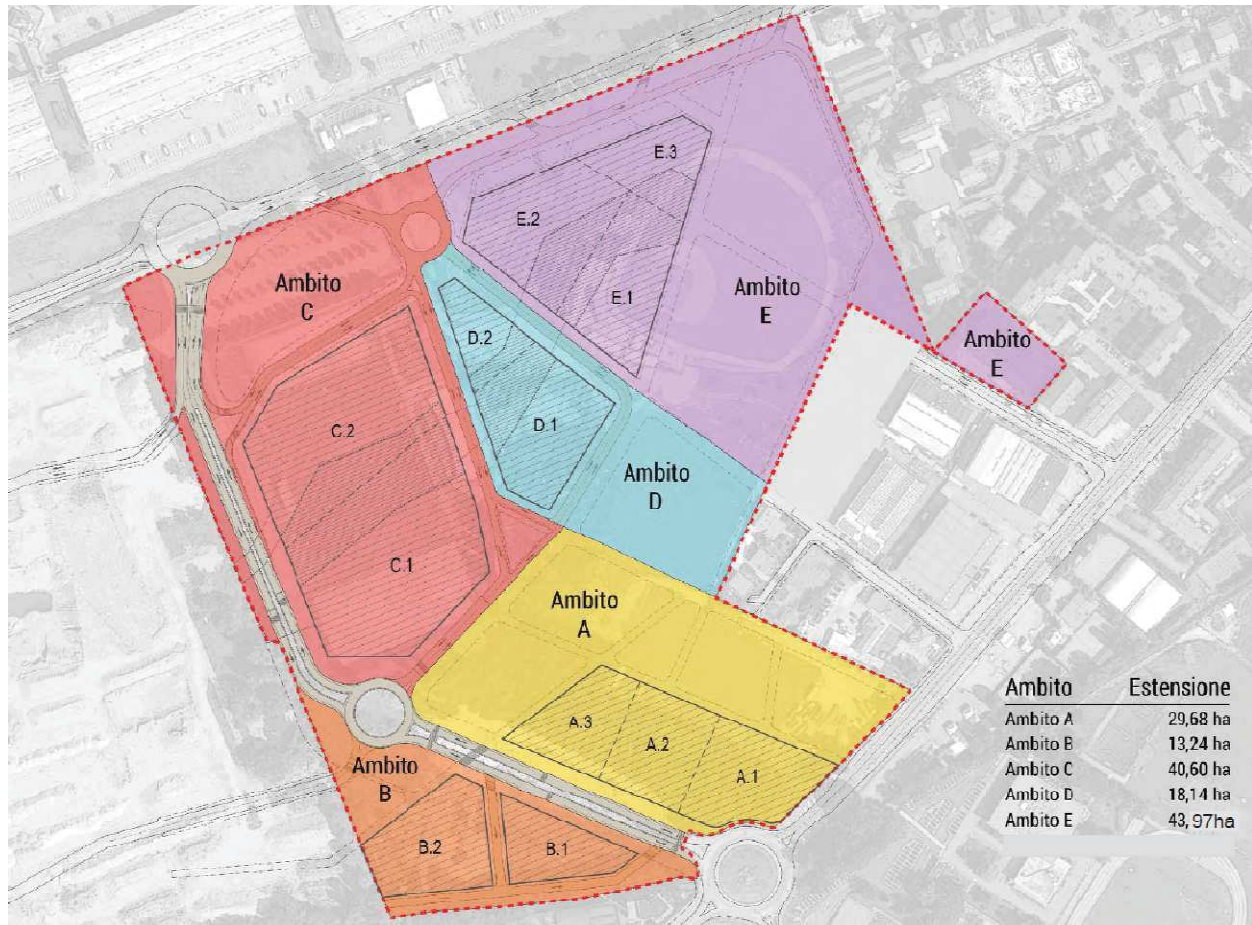 E.3
E.2
Ambito
C
E.1
Ambito
E
Ambito
E
D.2
D.1
C.2
Ambito
D
C.1
Ambito
A
A.3
A.2
A.1
Ambito
B
B.2
B.1
Ambito Estensione
Ambito A 29,68 ha
Ambito B 13,24 ha
Ambito C 40,60 ha
Ambito D 18,14 ha
Ambito E 43,97ha